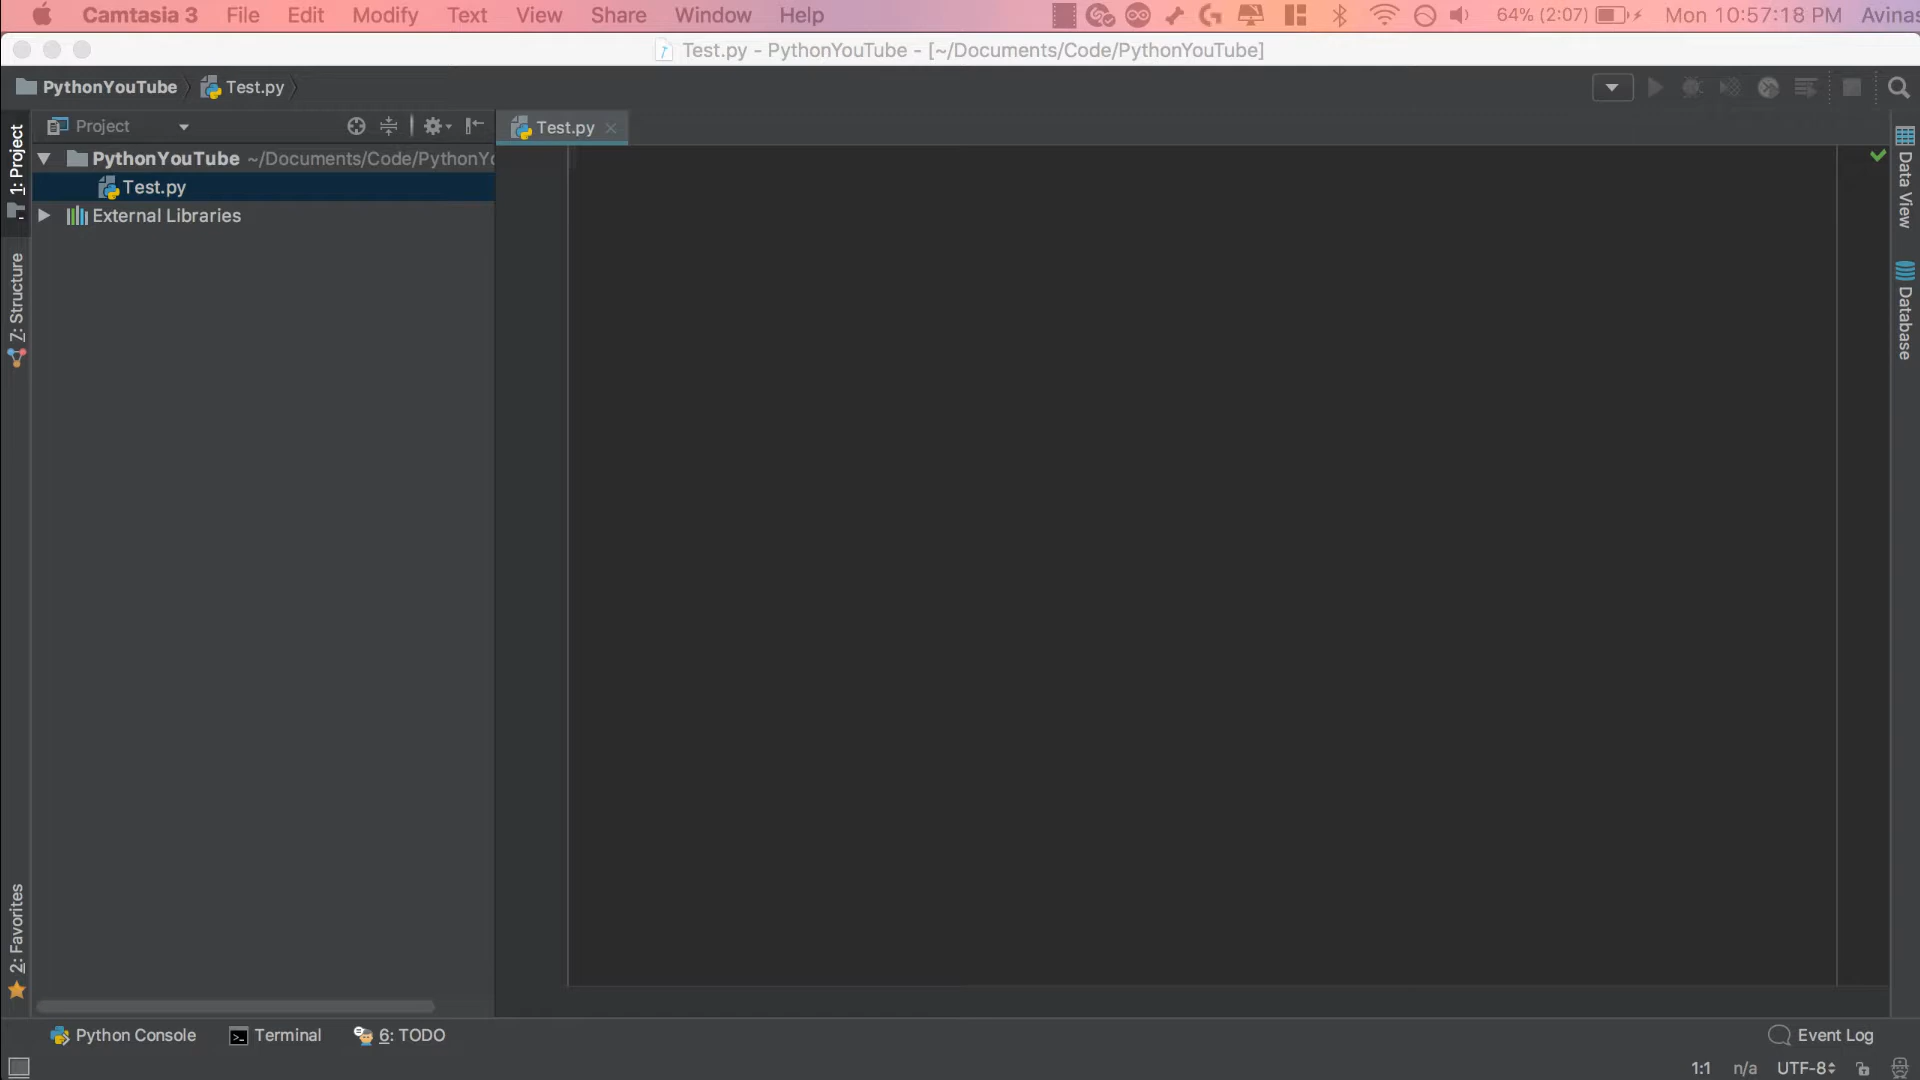 Camtasia 3 File Edit Modify Text View Share Window Help 64% (2:07) Mon 10:57:18 PM Avinas
Test.py - PythonYouTube - [~/Documents/Code/PythonYouTube]
PythonYouTube Test.py
Project Test.py
PythonYouTube ~/Documents/Code/PythonYo
Test.py
External Libraries
1: Project
Z: Structure
2: Favorites
Data View
Database
Python Console Terminal 6: TODO Event Log
1:1 n/a UTF-8